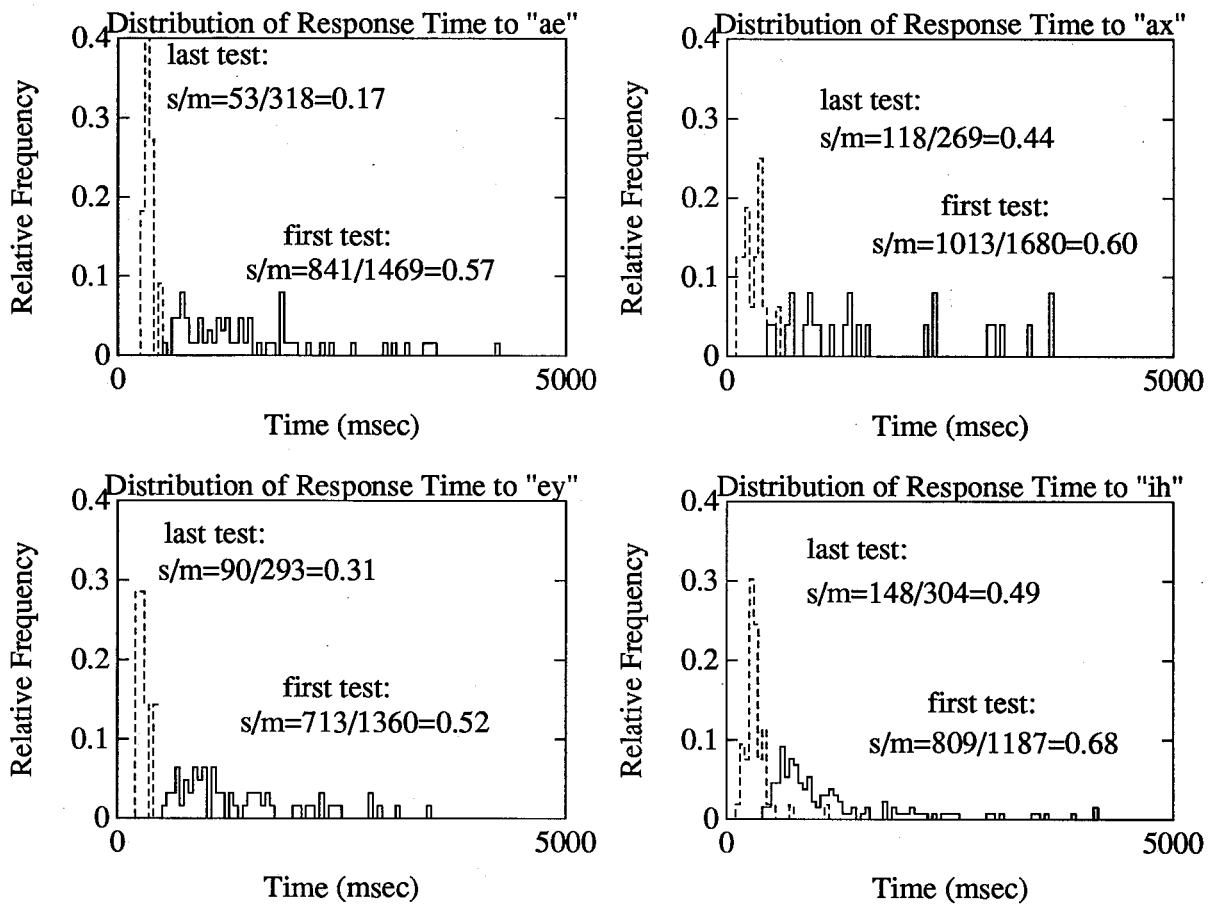 Distribution of Response Time to "ae"
0.4
last test:
s/m=53/318=0.17
0.3
Relative Frequency
0.2
first test:
s/m=841/1469=0.57
0.1
0
0
5000
Time (msec)
Distribution of Response Time to "ax"
0.4
last test:
s/m=118/269=0.44
0.3
Relative Frequency
0.2
first test:
s/m=1013/1680=0.60
0.1
0
0
5000
Time (msec)
Distribution of Response Time to "ey"
0.4
last test:
s/m=90/293=0.31
0.3
Relative Frequency
0.2
first test:
s/m=713/1360=0.52
0.1
0
0
5000
Time (msec)
Distribution of Response Time to "ih"
0.4
last test:
s/m=148/304=0.49
0.3
Relative Frequency
0.2
first test:
s/m=809/1187=0.68
0.1
0
0
5000
Time (msec)